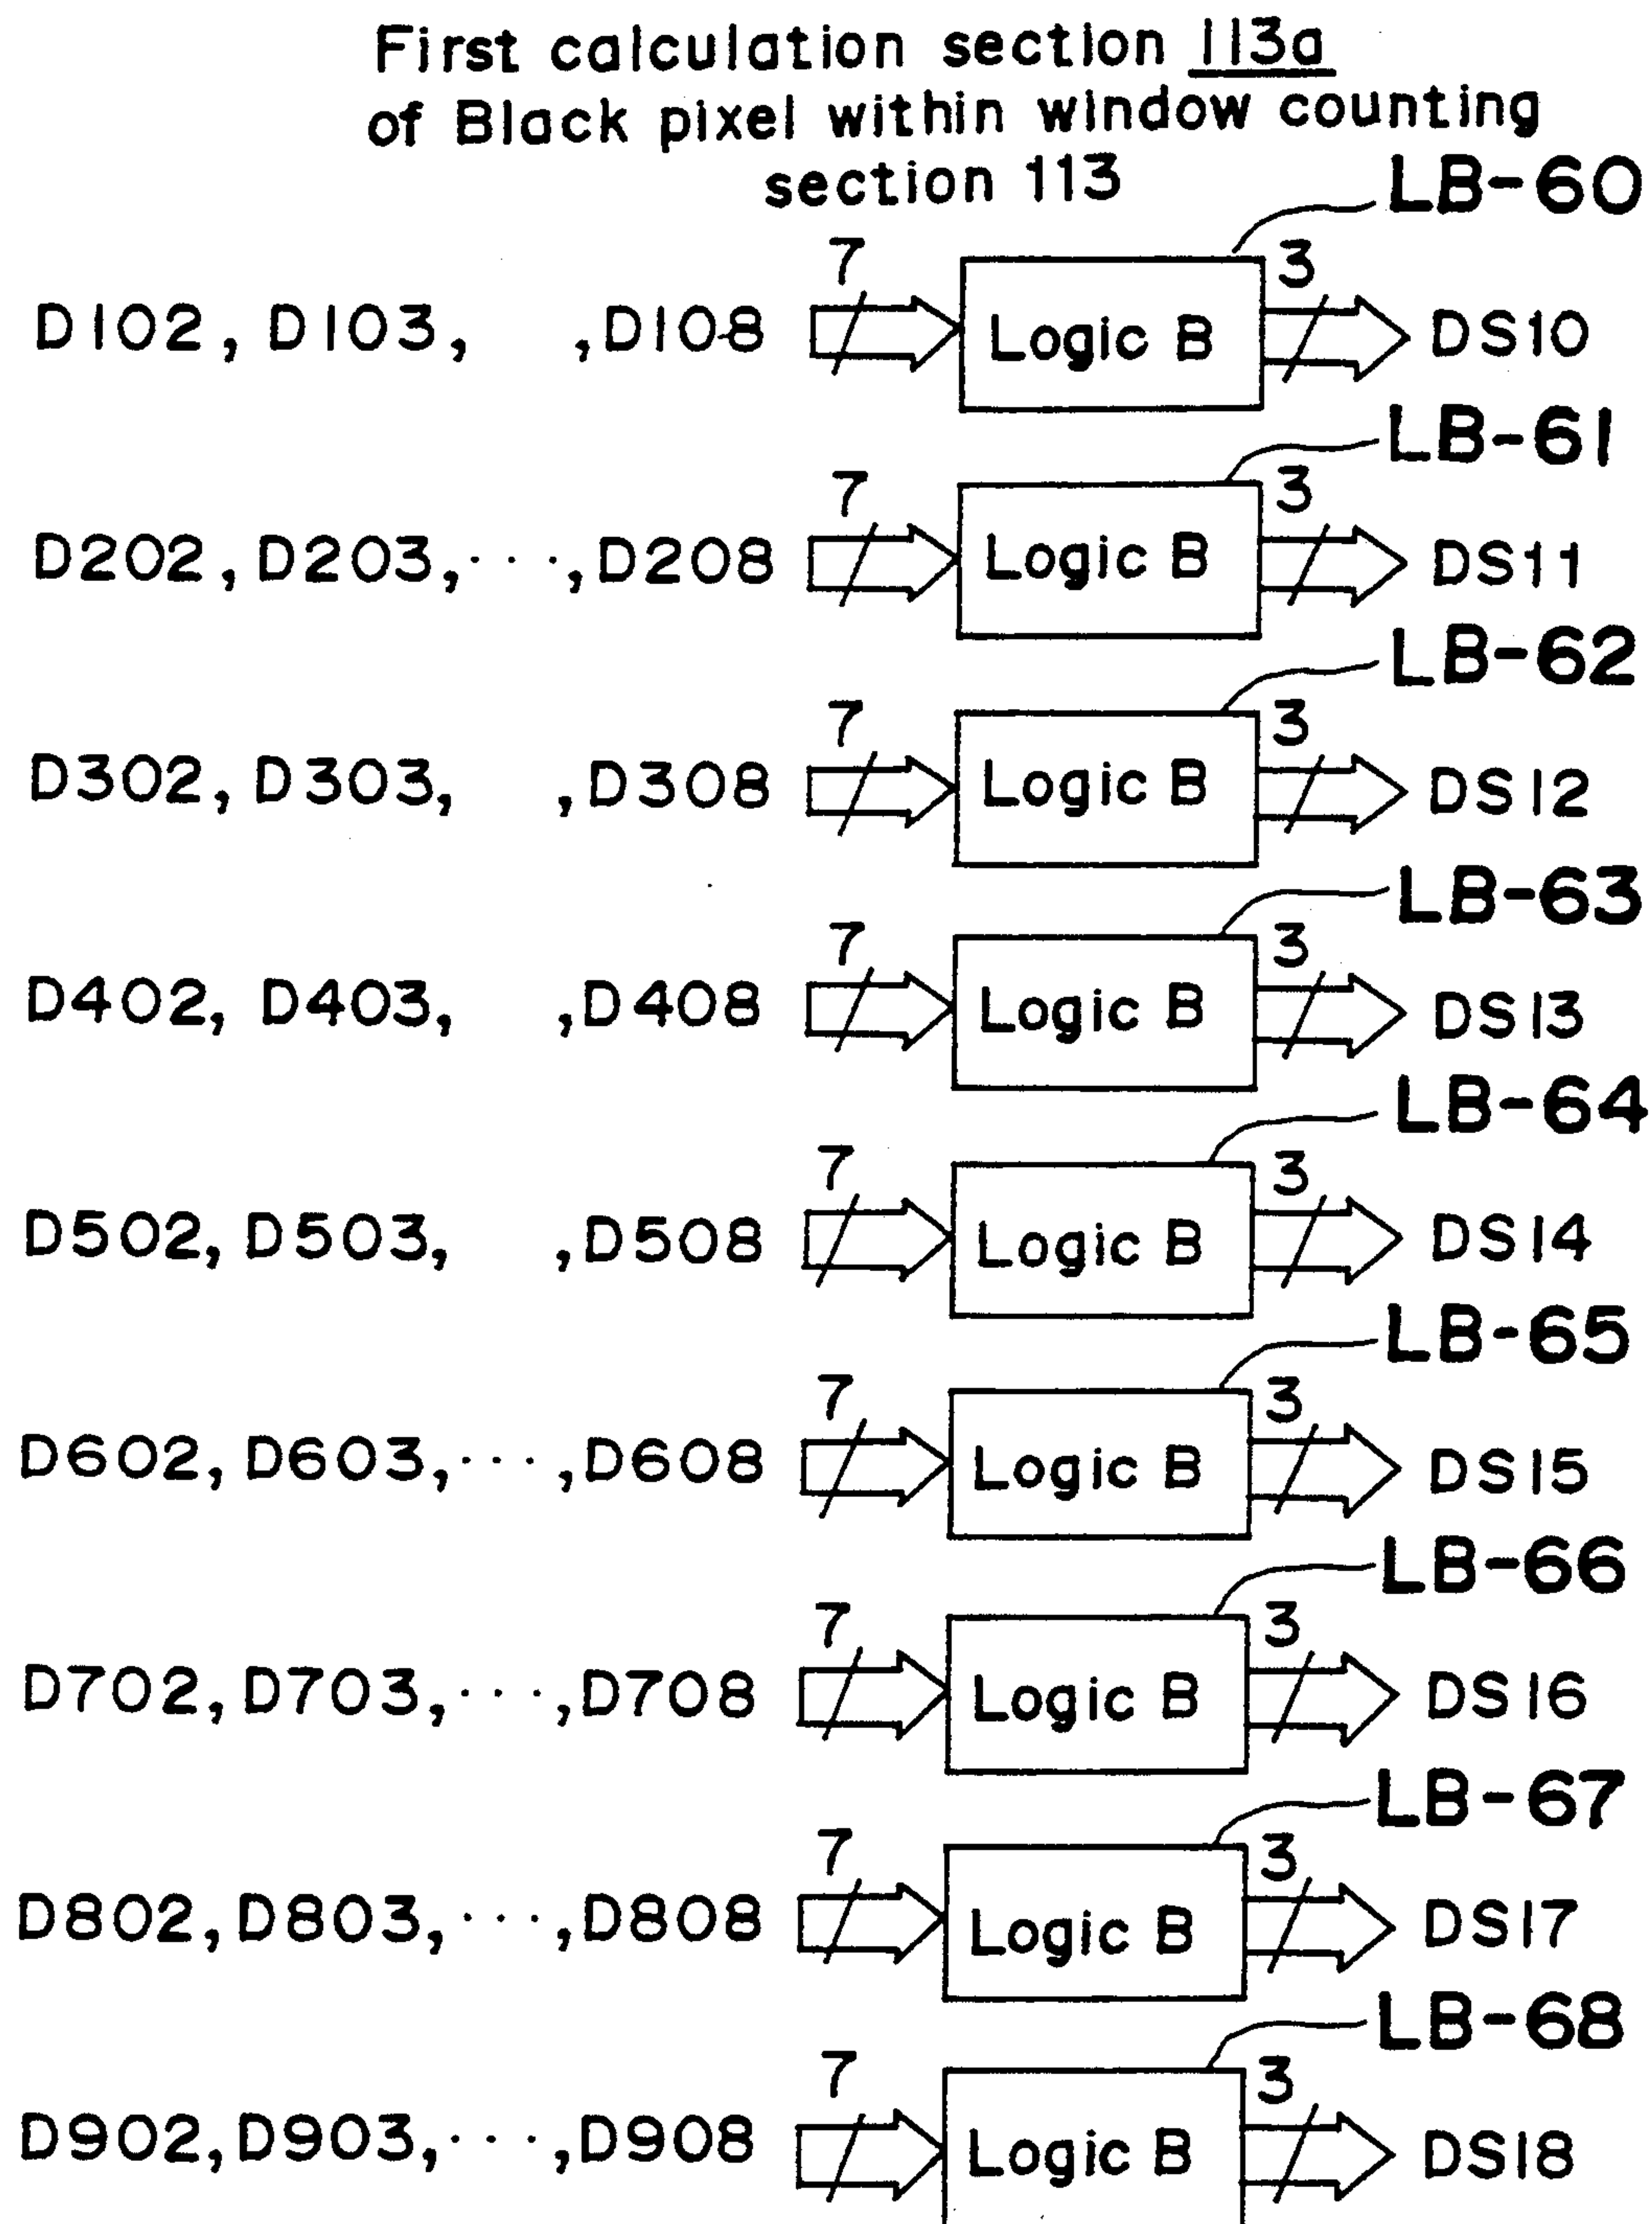 First calculation section 113a
of Black pixel within window counting
section 113
LB-60
D102, D103, ,D108 7 Logic B 3 DS10
LB-61
D202, D203, ···, D208 7 Logic B 3 DS11
LB-62
D302, D303, ,D308 7 Logic B 3 DS12
LB-63
D402, D403, ,D408 7 Logic B 3 DS13
LB-64
D502, D503, ,D508 7 Logic B 3 DS14
LB-65
D602, D603, ···, D608 7 Logic B 3 DS15
LB-66
D702, D703, ···, D708 7 Logic B 3 DS16
LB-67
D802, D803, ···, D808 7 Logic B 3 DS17
LB-68
D902, D903, ···, D908 7 Logic B 3 DS18